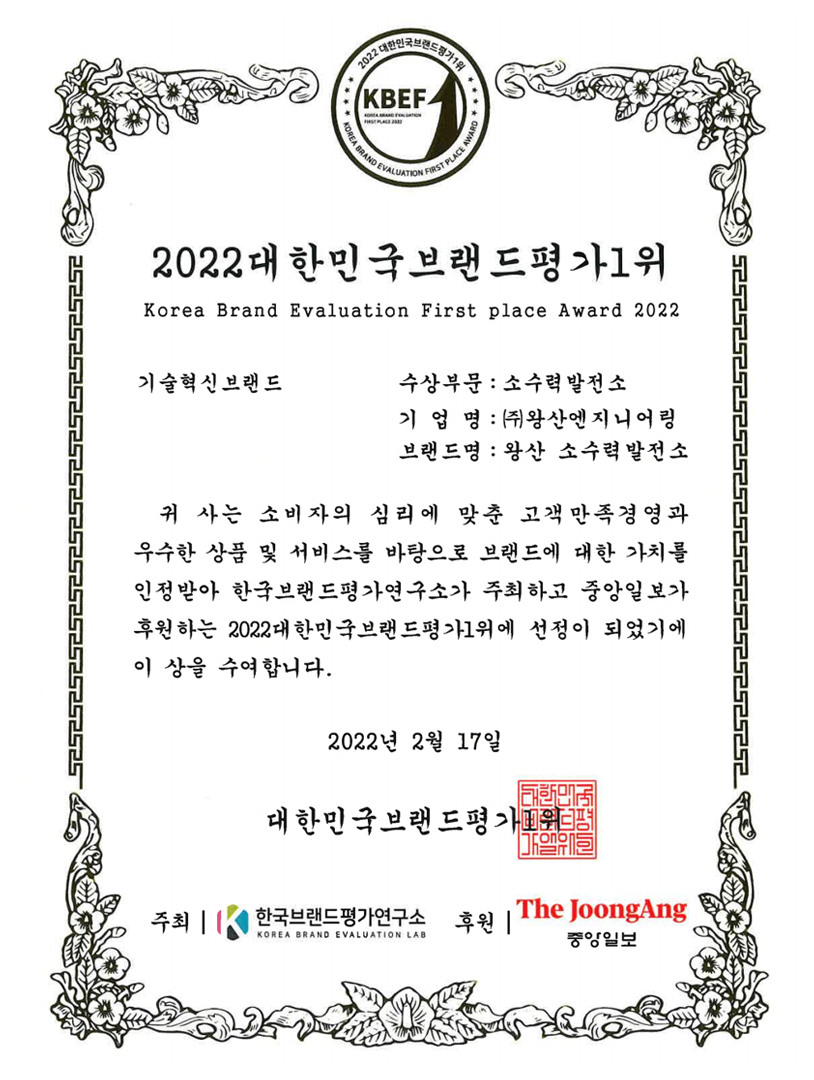 2022 대한민국브랜드평가1위
KBEF 1
KOREA BRAND EVALUATION
FIRST PLACE 2022
KOREA BRAND EVALUATION FIRST PLACE AWARD
2022대한민국브랜드평가1위
Korea Brand Evaluation First place Award 2022
기술혁신브랜드
수상부문 : 소수력발전소
기 업 명 : ㈜왕산엔지니어링
브랜드명 : 왕산 소수력발전소
귀 사는 소비자의 심리에 맞춘 고객만족경영과
우수한 상품 및 서비스를 바탕으로 브랜드에 대한 가치를
인정받아 한국브랜드평가연구소가 주최하고 중앙일보가
후원하는 2022대한민국브랜드평가1위에 선정이 되었기에
이 상을 수여합니다.
2022년 2월 17일
대한민국브랜드평가1위
주최 | 한국브랜드평가연구소
KOREA BRAND EVALUATION LAB
후원 | The JoongAng
중앙일보